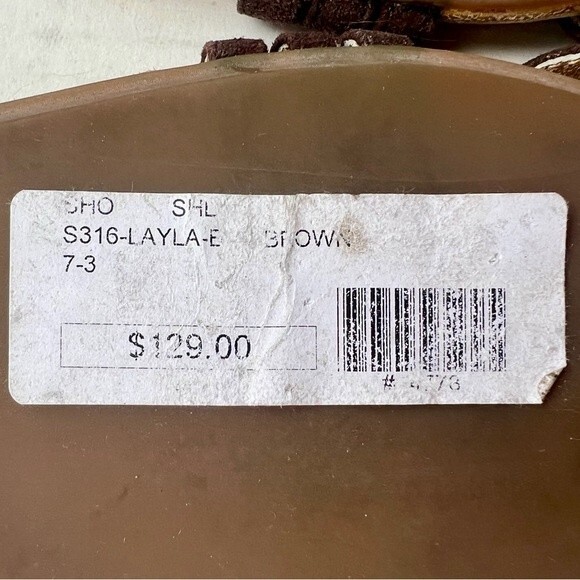 SHO SHL
S316-LAYLA-E BROWN
7-3
$129.00